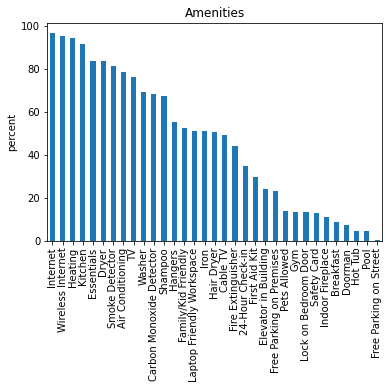 Amenities
percent
100
80
60
40
20
0
Internet
Wireless Internet
Heating
Kitchen
Essentials
Dryer
Smoke Detector
Air Conditioning
TV
Washer
Carbon Monoxide Detector
Shampoo
Hangers
Family/Kid Friendly
Laptop Friendly Workspace
Iron
Hair Dryer
Cable TV
Fire Extinguisher
24-Hour Check-in
First Aid Kit
Elevator in Building
Free Parking on Premises
Pets Allowed
Gym
Lock on Bedroom Door
Safety Card
Indoor Fireplace
Breakfast
Doorman
Hot Tub
Pool
Free Parking on Street